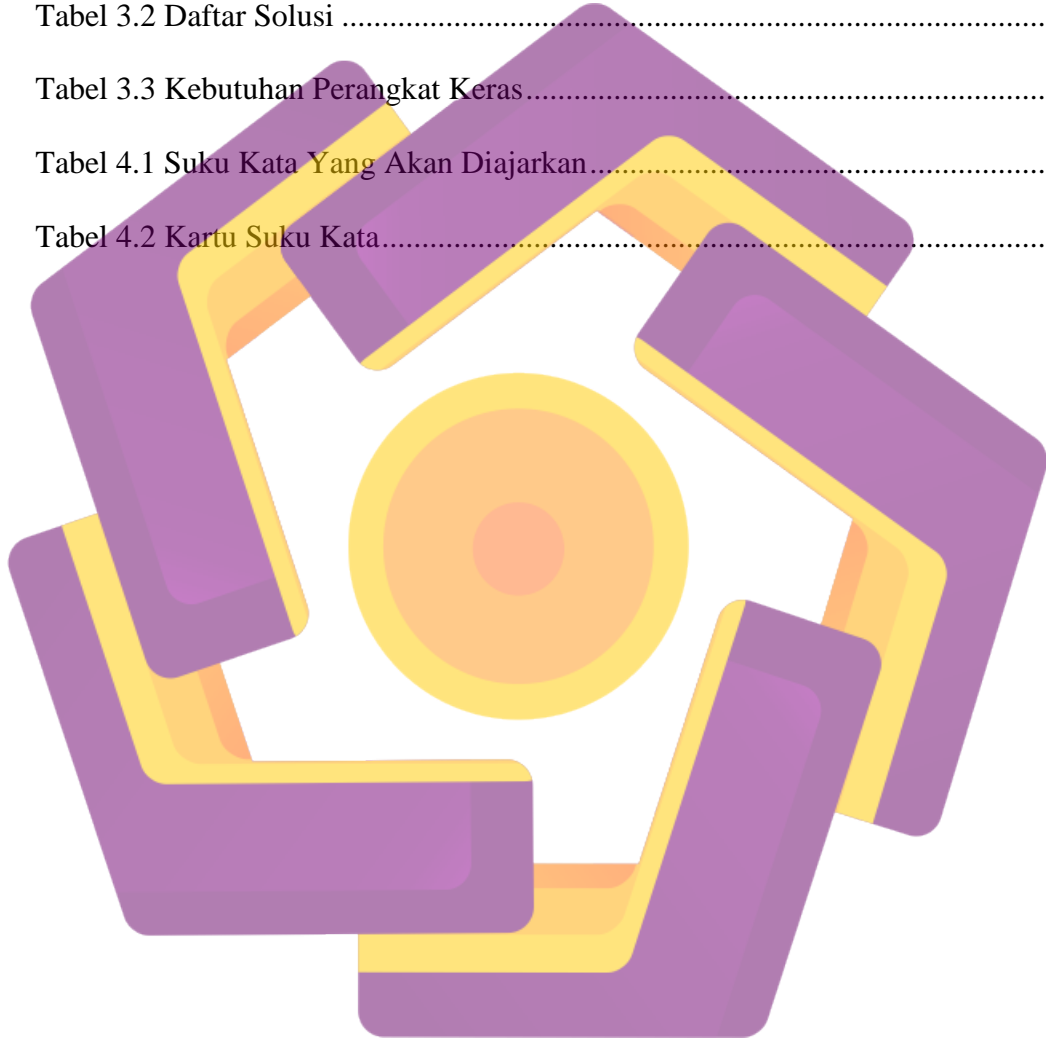 Tabel 3.2 Daftar Solusi ..........................................................................................
Tabel 3.3 Kebutuhan Perangkat Keras..................................................................
Tabel 4.1 Suku Kata Yang Akan Diajarkan..........................................................
Tabel 4.2 Kartu Suku Kata.....................................................................................